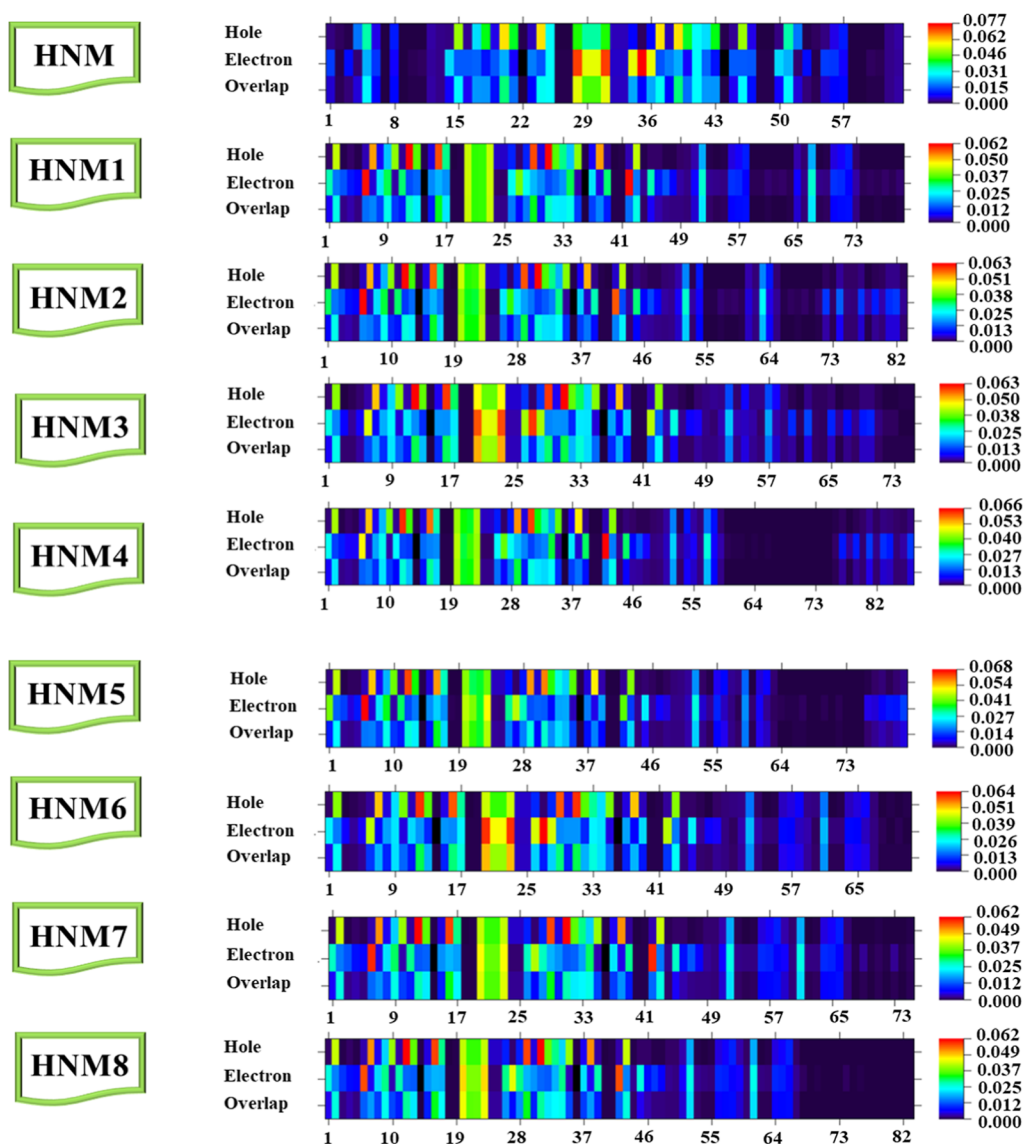 HNM
Hole
Electron
Overlap
0.077
0.062
0.046
0.031
0.015
0.000
1 8 15 22 29 36 43 50 57
HNM1
Hole
Electron
Overlap
0.062
0.050
0.037
0.025
0.012
0.000
1 9 17 25 33 41 49 57 65 73
HNM2
Hole
Electron
Overlap
0.063
0.051
0.038
0.025
0.013
0.000
1 10 19 28 37 46 55 64 73 82
HNM3
Hole
Electron
Overlap
0.063
0.050
0.038
0.025
0.013
0.000
1 9 17 25 33 41 49 57 65 73
HNM4
Hole
Electron
Overlap
0.066
0.053
0.040
0.027
0.013
0.000
1 10 19 28 37 46 55 64 73 82
HNM5
Hole
Electron
Overlap
0.068
0.054
0.041
0.027
0.014
0.000
1 10 19 28 37 46 55 64 73
HNM6
Hole
Electron
Overlap
0.064
0.051
0.039
0.026
0.013
0.000
1 9 17 25 33 41 49 57 65
HNM7
Hole
Electron
Overlap
0.062
0.049
0.037
0.025
0.012
0.000
1 9 17 25 33 41 49 57 65 73
HNM8
Hole
Electron
Overlap
0.062
0.049
0.037
0.025
0.012
0.000
1 10 19 28 37 46 55 64 73 82